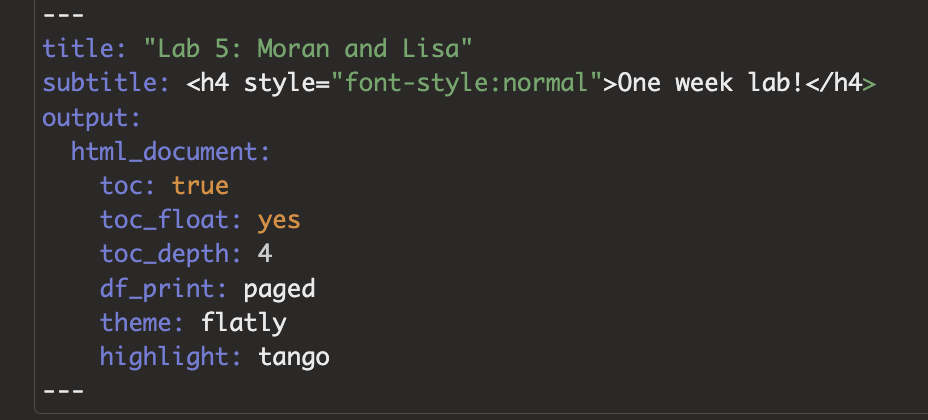 ---
title: "Lab 5: Moran and Lisa"
subtitle: <h4 style="font-style:normal">One week lab!</h4>
output:
  html_document:
    toc: true
    toc_float: yes
    toc_depth: 4
    df_print: paged
    theme: flatly
    highlight: tango
---